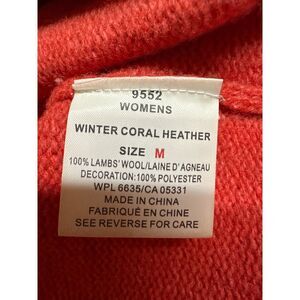 9552
WOMENS
WINTER CORAL HEATHER
SIZE M
100% LAMBS' WOOL/LAINE D'AGNEAU
DECORATION:100% POLYESTER
WPL 6635/CA 05331
MADE IN CHINA
FABRIQUÉ EN CHINE
SEE REVERSE FOR CARE